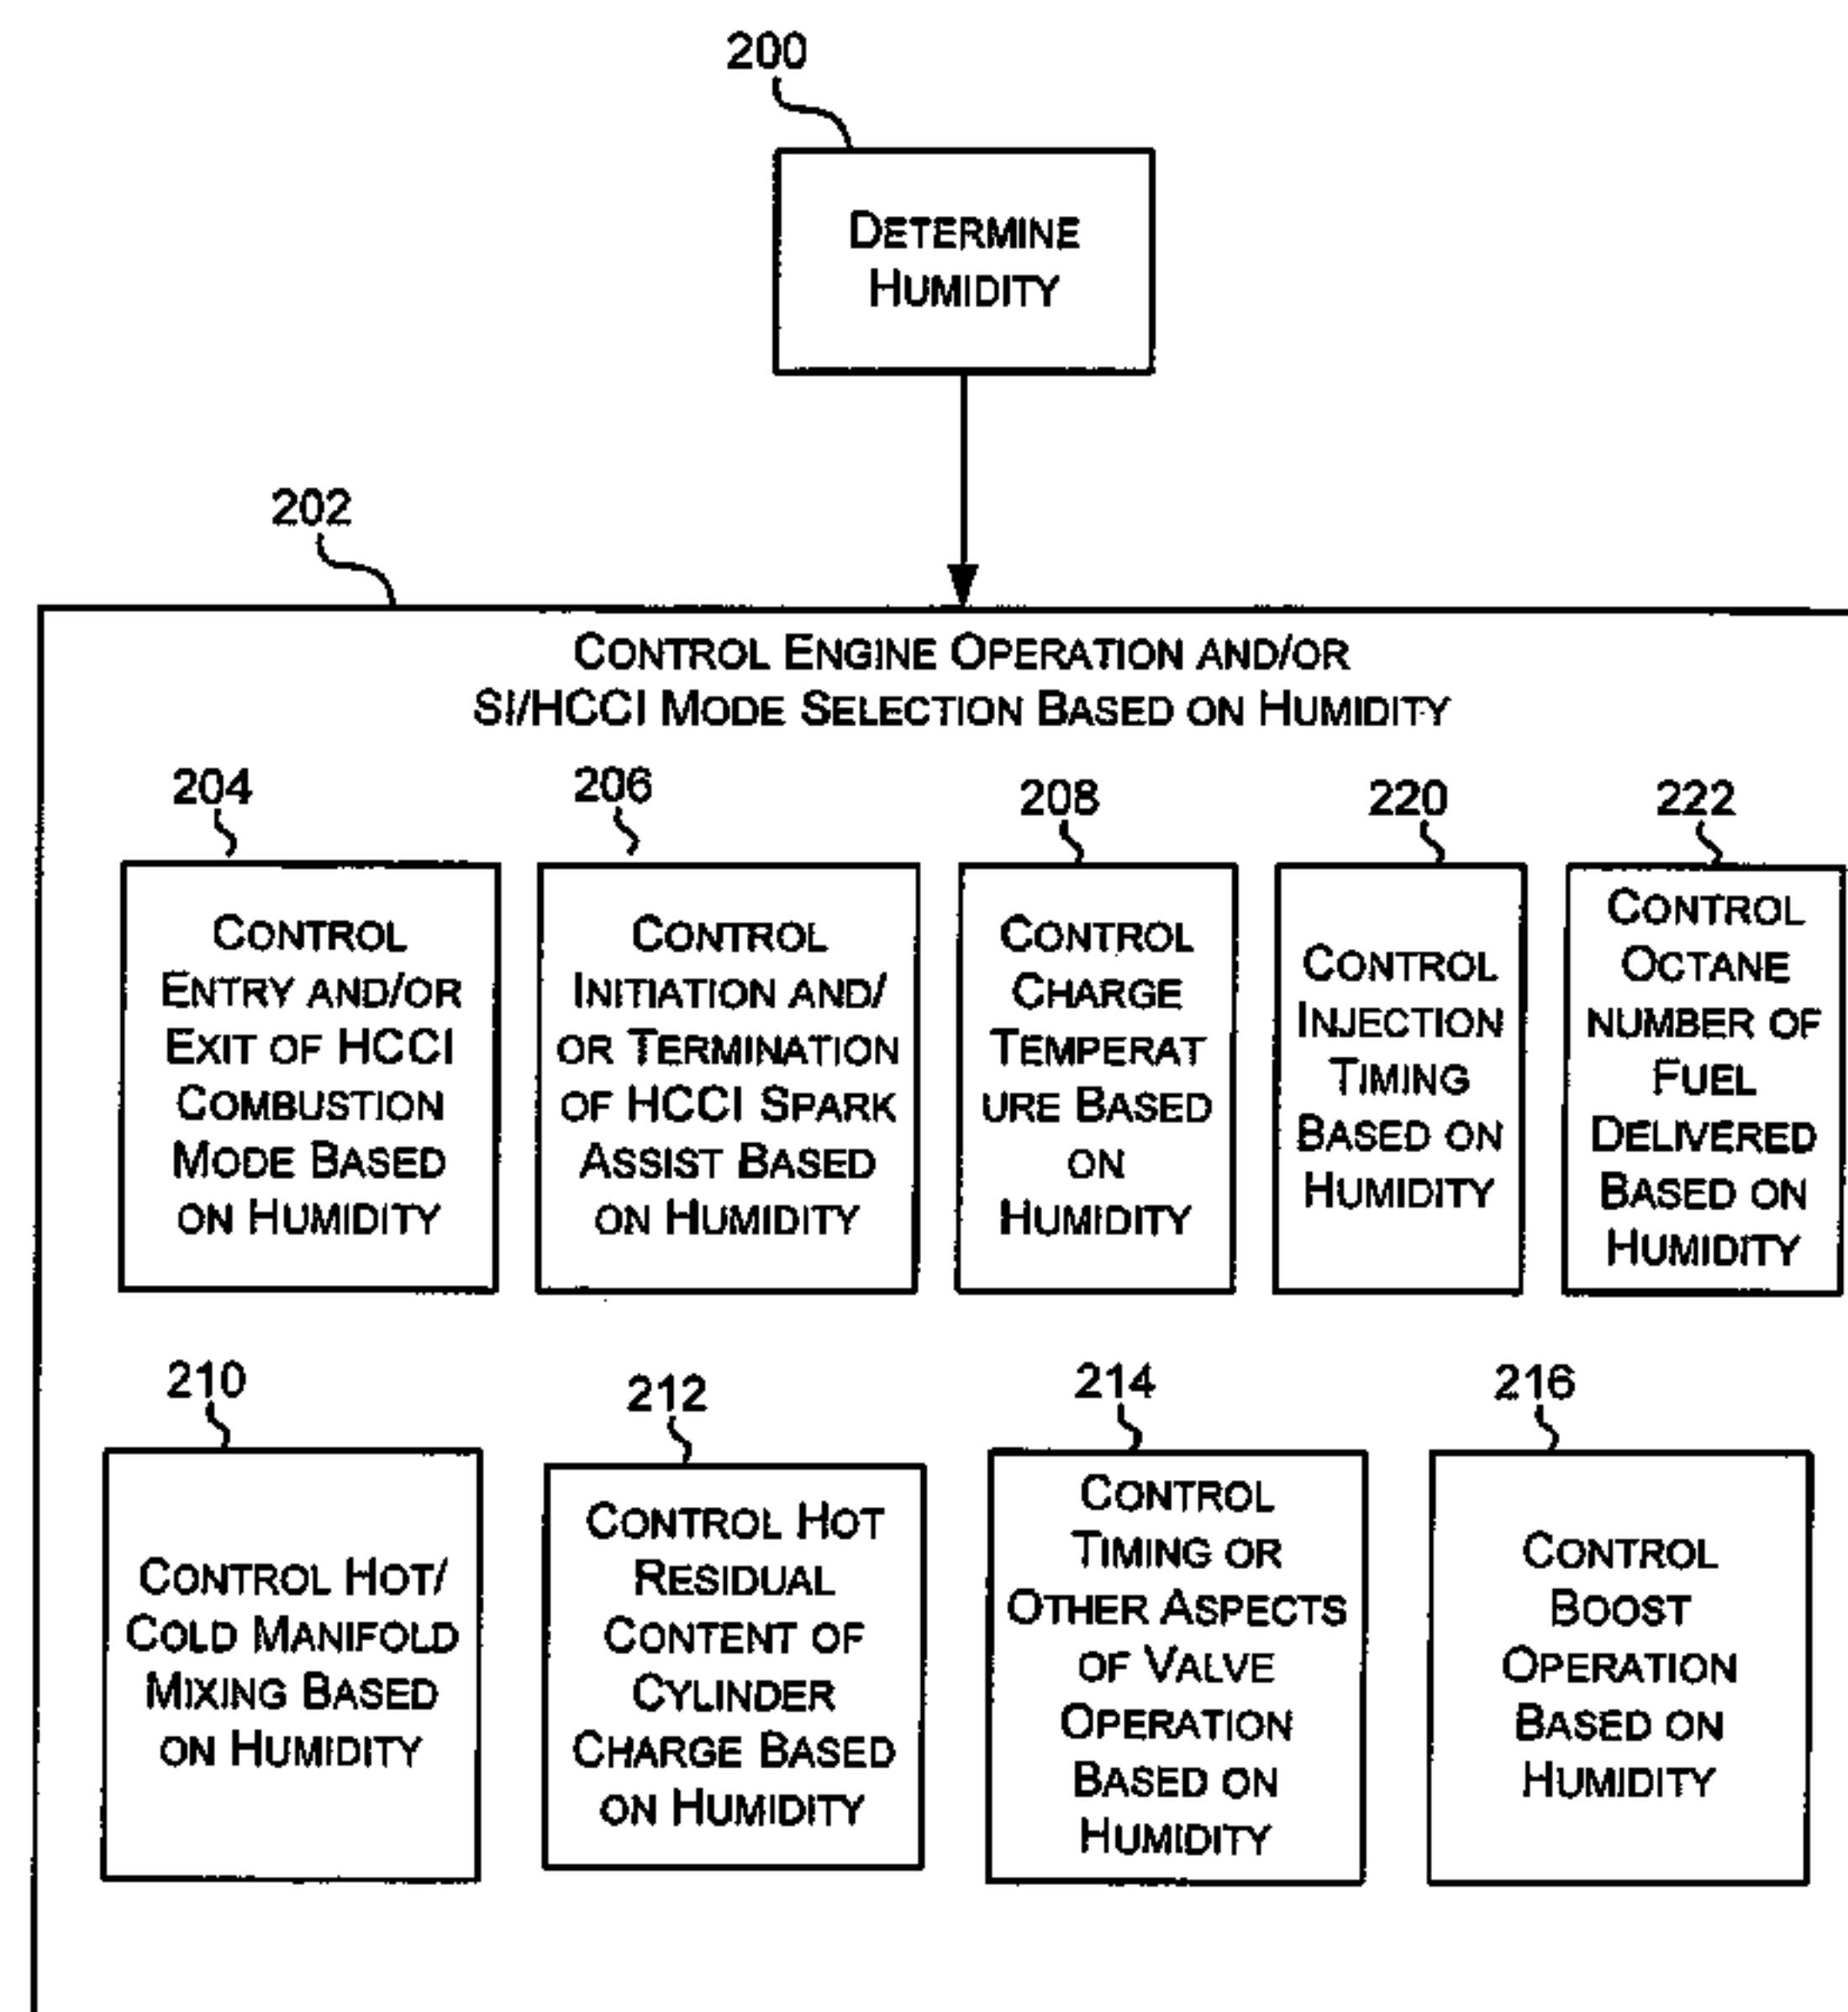 200
DETERMINE
HUMIDITY
202
CONTROL ENGINE OPERATION AND/OR
SI/HCCI MODE SELECTION BASED ON HUMIDITY
204
CONTROL
ENTRY AND/OR
EXIT OF HCCI
COMBUSTION
MODE BASED
ON HUMIDITY
206
CONTROL
INITIATION AND/
OR TERMINATION
OF HCCI SPARK
ASSIST BASED
ON HUMIDITY
208
CONTROL
CHARGE
TEMPERAT
URE BASED
ON
HUMIDITY
220
CONTROL
INJECTION
TIMING
BASED ON
HUMIDITY
222
CONTROL
OCTANE
NUMBER OF
FUEL
DELIVERED
BASED ON
HUMIDITY
210
CONTROL HOT/
COLD MANIFOLD
MIXING BASED
ON HUMIDITY
212
CONTROL HOT
RESIDUAL
CONTENT OF
CYLINDER
CHARGE BASED
ON HUMIDITY
214
CONTROL
TIMING OR
OTHER ASPECTS
OF VALVE
OPERATION
BASED ON
HUMIDITY
216
CONTROL
BOOST
OPERATION
BASED ON
HUMIDITY